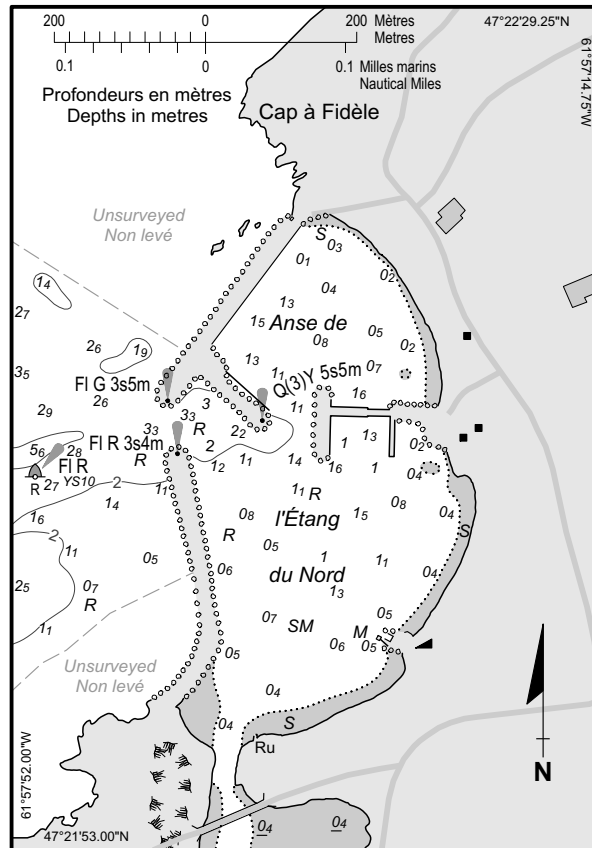 200 0 200 Mètres
Metres
47°22'29.25"N
0.1 0 0.1 Milles marins
Nautical Miles
61°57'14.75"W
Profondeurs en mètres
Depths in metres
Cap à Fidèle
Unsurveyed
Non levé
S
0₃
0₁
0₂
1₄
0₄
1₃
2₇
1₅
Anse de
0₅
0₈
0₂
2₆
1₉
1₃
0₇
3₅
1₁
Fl G 3s5m
Q(3)Y 5s5m
1₆
2₉
2₆
3
1₁
3₃
3₃
R
2₂
Fl R 3s4m
2
1
1₃
0₂
5₆
2₈
R
1₂
1₁
1₄
1₆
1
0₄
Fl R
R
2₇
YS10
2
1₁
1₁
R
1₄
0₈
1₆
0₈
l'Étang
1₅
0₄
2
R
S
1₁
0₅
0₅
1
1₁
0₆
du Nord
0₄
2₅
0₇
R
1₃
0₇
SM
M
0₅
1₁
0₆
0₅
0₅
Unsurveyed
Non levé
0₄
0₄
S
Ru
N
61°57'52.00"W
47°21'53.00"N
0₄
0₄
0₄